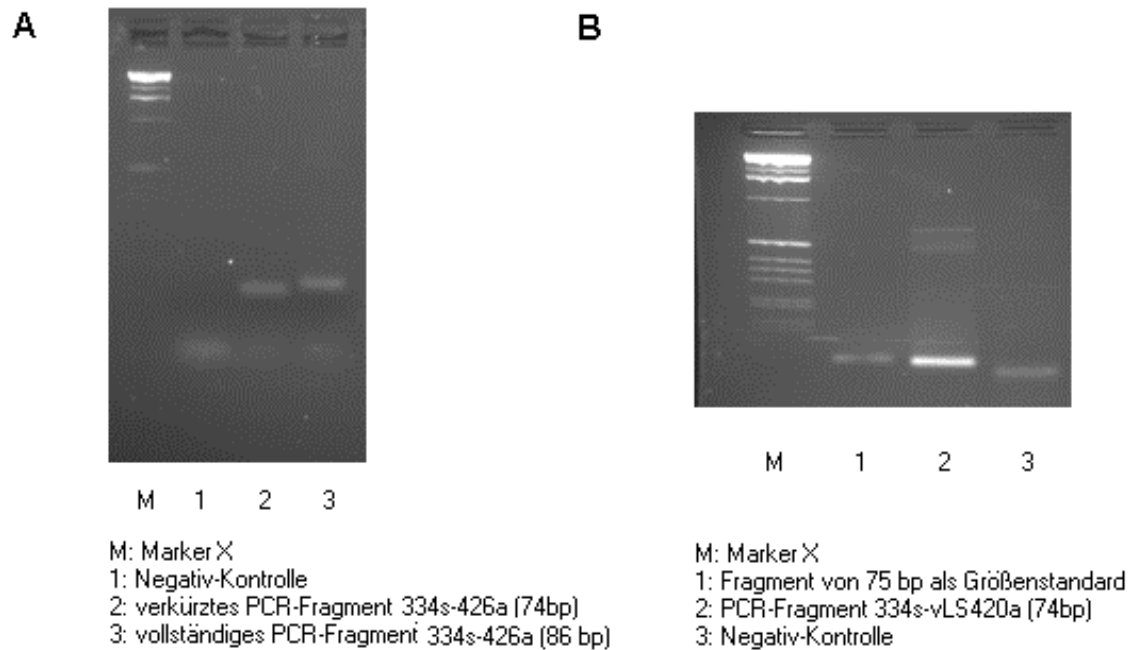 A
M 1 2 3
M: Marker X
1: Negativ-Kontrolle
2: verkürztes PCR-Fragment 334s-426a (74bp)
3: vollständiges PCR-Fragment 334s-426a (86 bp)
B
M 1 2 3
M: Marker X
1: Fragment von 75 bp als Größenstandard
2: PCR-Fragment 334s-vLS420a (74bp)
3: Negativ-Kontrolle